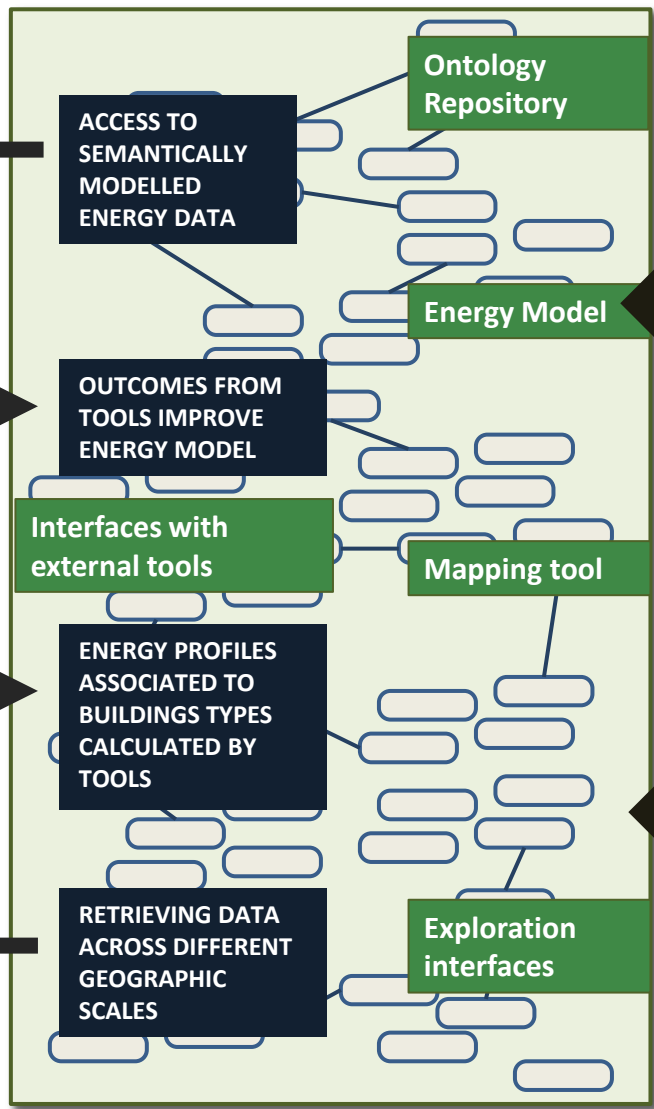 Ontology
Repository
ACCESS TO
SEMANTICALLY
MODELLED
ENERGY DATA
Energy Model
OUTCOMES FROM
TOOLS IMPROVE
ENERGY MODEL
Interfaces with
external tools
Mapping tool
ENERGY PROFILES
ASSOCIATED TO
BUILDINGS TYPES
CALCULATED BY
TOOLS
RETRIEVING DATA
ACROSS DIFFERENT
GEOGRAPHIC
SCALES
Exploration
interfaces